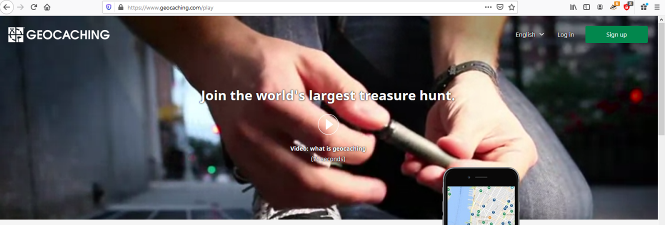 https://www.geocaching.com/play
GEOCACHING
English
Log in
Sign up
Join the world's largest treasure hunt.
Video: what is geocaching